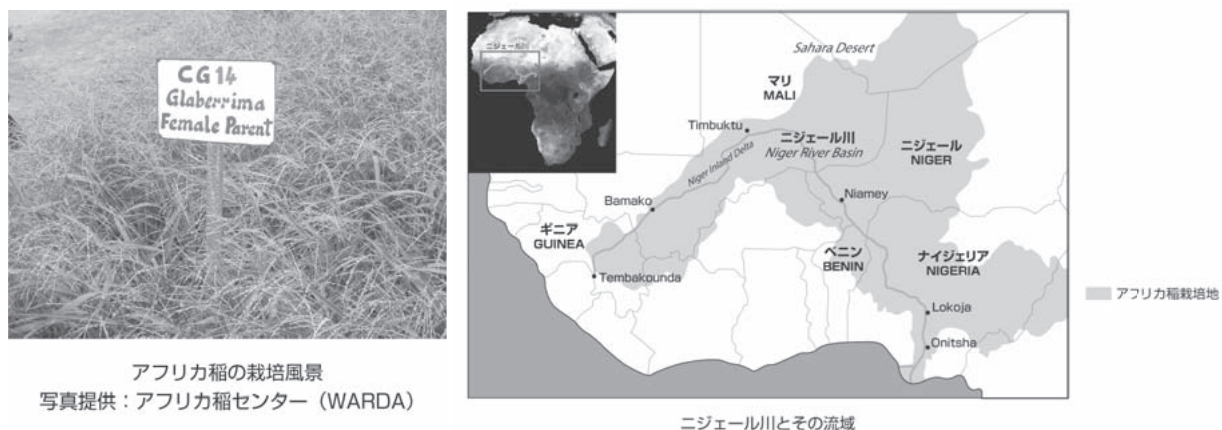 CG 14
Glaberrima
Female Parent
アフリカ稲の栽培風景
写真提供：アフリカ稲センター（WARDA）
ニジェール川
Sahara Desert
マリ
MALI
Timbuktu
ニジェール川
Niger River Basin
ニジェール
NIGER
Niger Inland Delta
Bamako
Niamey
ギニア
GUINEA
Tembakounda
ベニン
BENIN
ナイジェリア
NIGERIA
Lokoja
Onitsha
アフリカ稲栽培地
ニジェール川とその流域